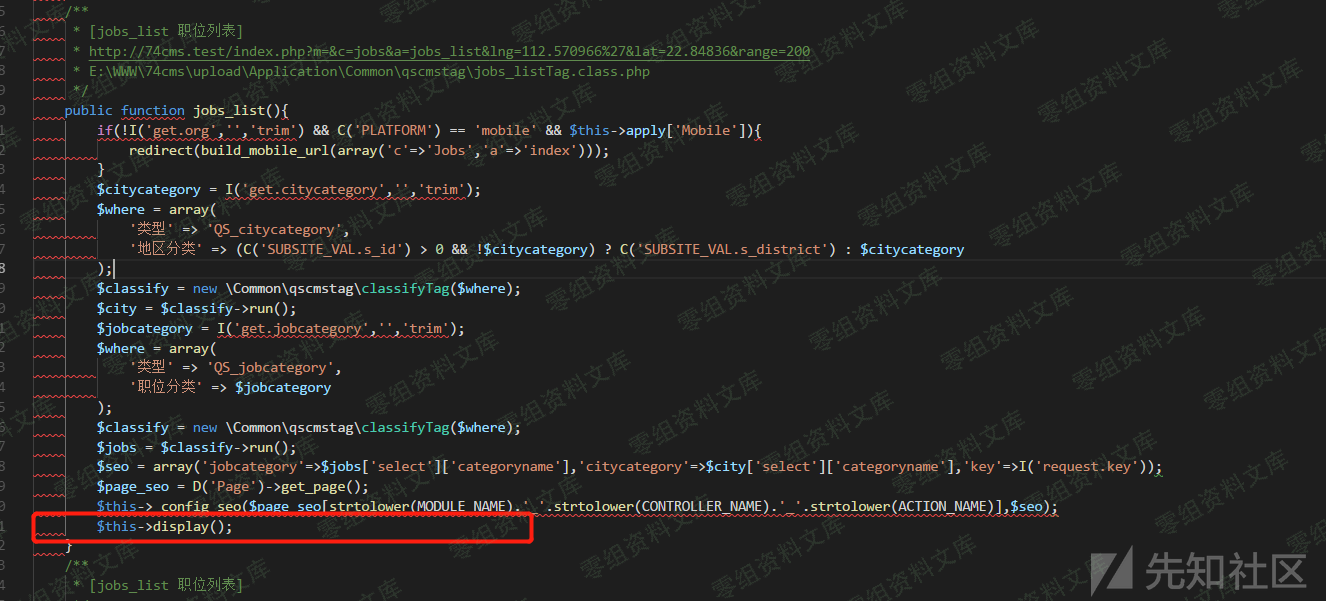 /**
* [jobs_list 职位列表]
* http://74cms.test/index.php?m=&c=jobs&a=jobs_list&lng=112.570966%27&lat=22.84836&range=200
* E:\WWW\74cms\upload\Application\Common\qscmstag\jobs_listTag.class.php
*/
public function jobs_list(){
if(!I('get.org','','trim') && C('PLATFORM') == 'mobile' && $this->apply['Mobile']){
redirect(build_mobile_url(array('c'=>'Jobs','a'=>'index')));
}
$citycategory = I('get.citycategory','','trim');
$where = array(
'类型' => 'QS_citycategory',
'地区分类' => (C('SUBSITE_VAL.s_id') > 0 && !$citycategory) ? C('SUBSITE_VAL.s_district') : $citycategory
);
$classify = new \Common\qscmstag\classifyTag($where);
$city = $classify->run();
$jobcategory = I('get.jobcategory','','trim');
$where = array(
'类型' => 'QS_jobcategory',
'职位分类' => $jobcategory
);
$classify = new \Common\qscmstag\classifyTag($where);
$jobs = $classify->run();
$seo = array('jobcategory'=>$jobs['select']['categoryname'],'citycategory'=>$city['select']['categoryname'],'key'=>I('request.key'));
$page_seo = D('Page')->get_page();
$this->_config_seo($page_seo[strtolower(MODULE_NAME).'_'.strtolower(CONTROLLER_NAME).'_'.strtolower(ACTION_NAME)],$seo);
$this->display();
}
/**
* [jobs_list 职位列表]
零组资料文库
先知社区